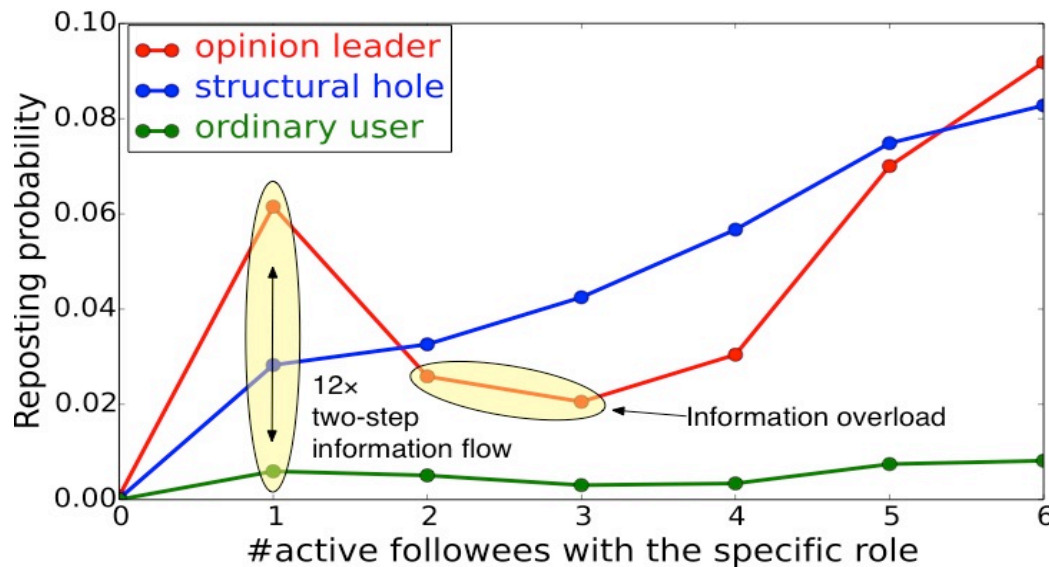 0.10
0.08
0.06
0.04
0.02
0.00
Reposting probability
opinion leader
structural hole
ordinary user
12×
two-step
information flow
Information overload
0 1 2 3 4 5 6
#active followees with the specific role